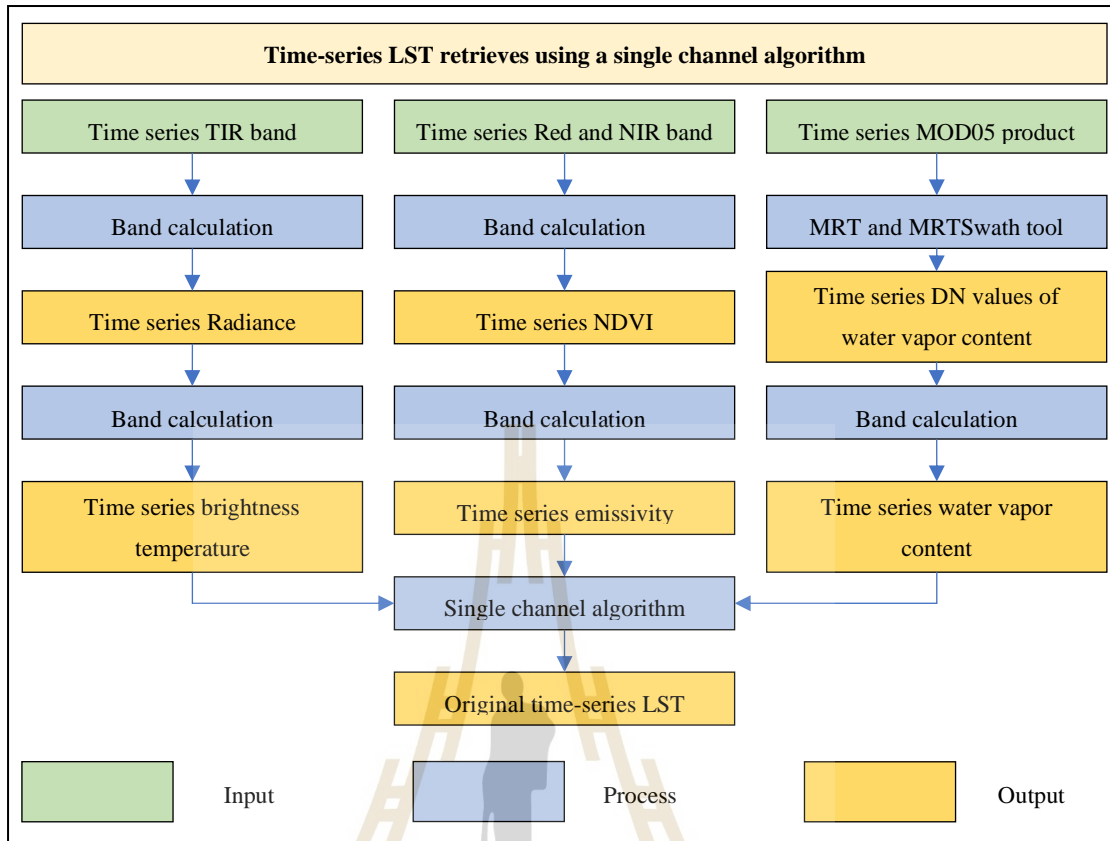 Time-series LST retrieves using a single channel algorithm
Time series TIR band
Time series Red and NIR band
Time series MOD05 product
Band calculation
Band calculation
MRT and MRTSwath tool
Time series Radiance
Time series NDVI
Time series DN values of
water vapor content
Band calculation
Band calculation
Band calculation
Time series brightness
temperature
Time series emissivity
Time series water vapor
content
Single channel algorithm
Original time-series LST
Input
Process
Output